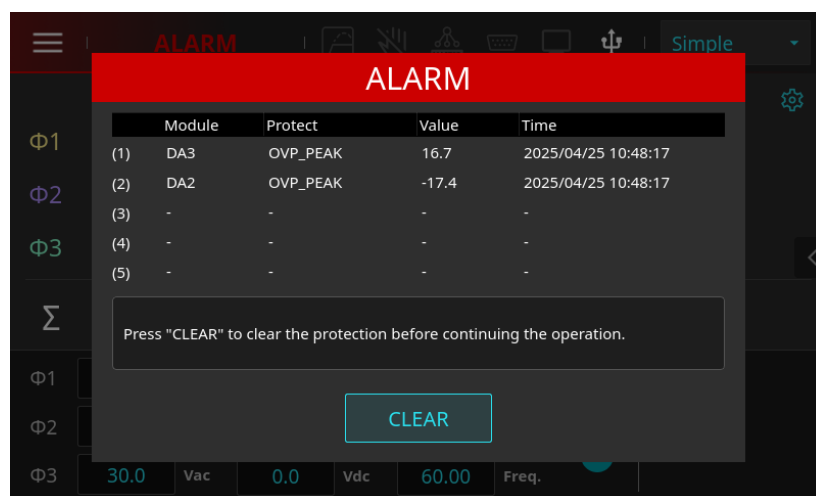 ALARM
Simple
ALARM
Module Protect Value Time
(1) DA3 OVP_PEAK 16.7 2025/04/25 10:48:17
(2) DA2 OVP_PEAK -17.4 2025/04/25 10:48:17
(3) - - - -
(4) - - - -
(5) - - - -
Φ1
Φ2
Φ3
Σ
Press "CLEAR" to clear the protection before continuing the operation.
CLEAR
Φ1
Φ2
Φ3 30.0 Vac 0.0 Vdc 60.00 Freq.